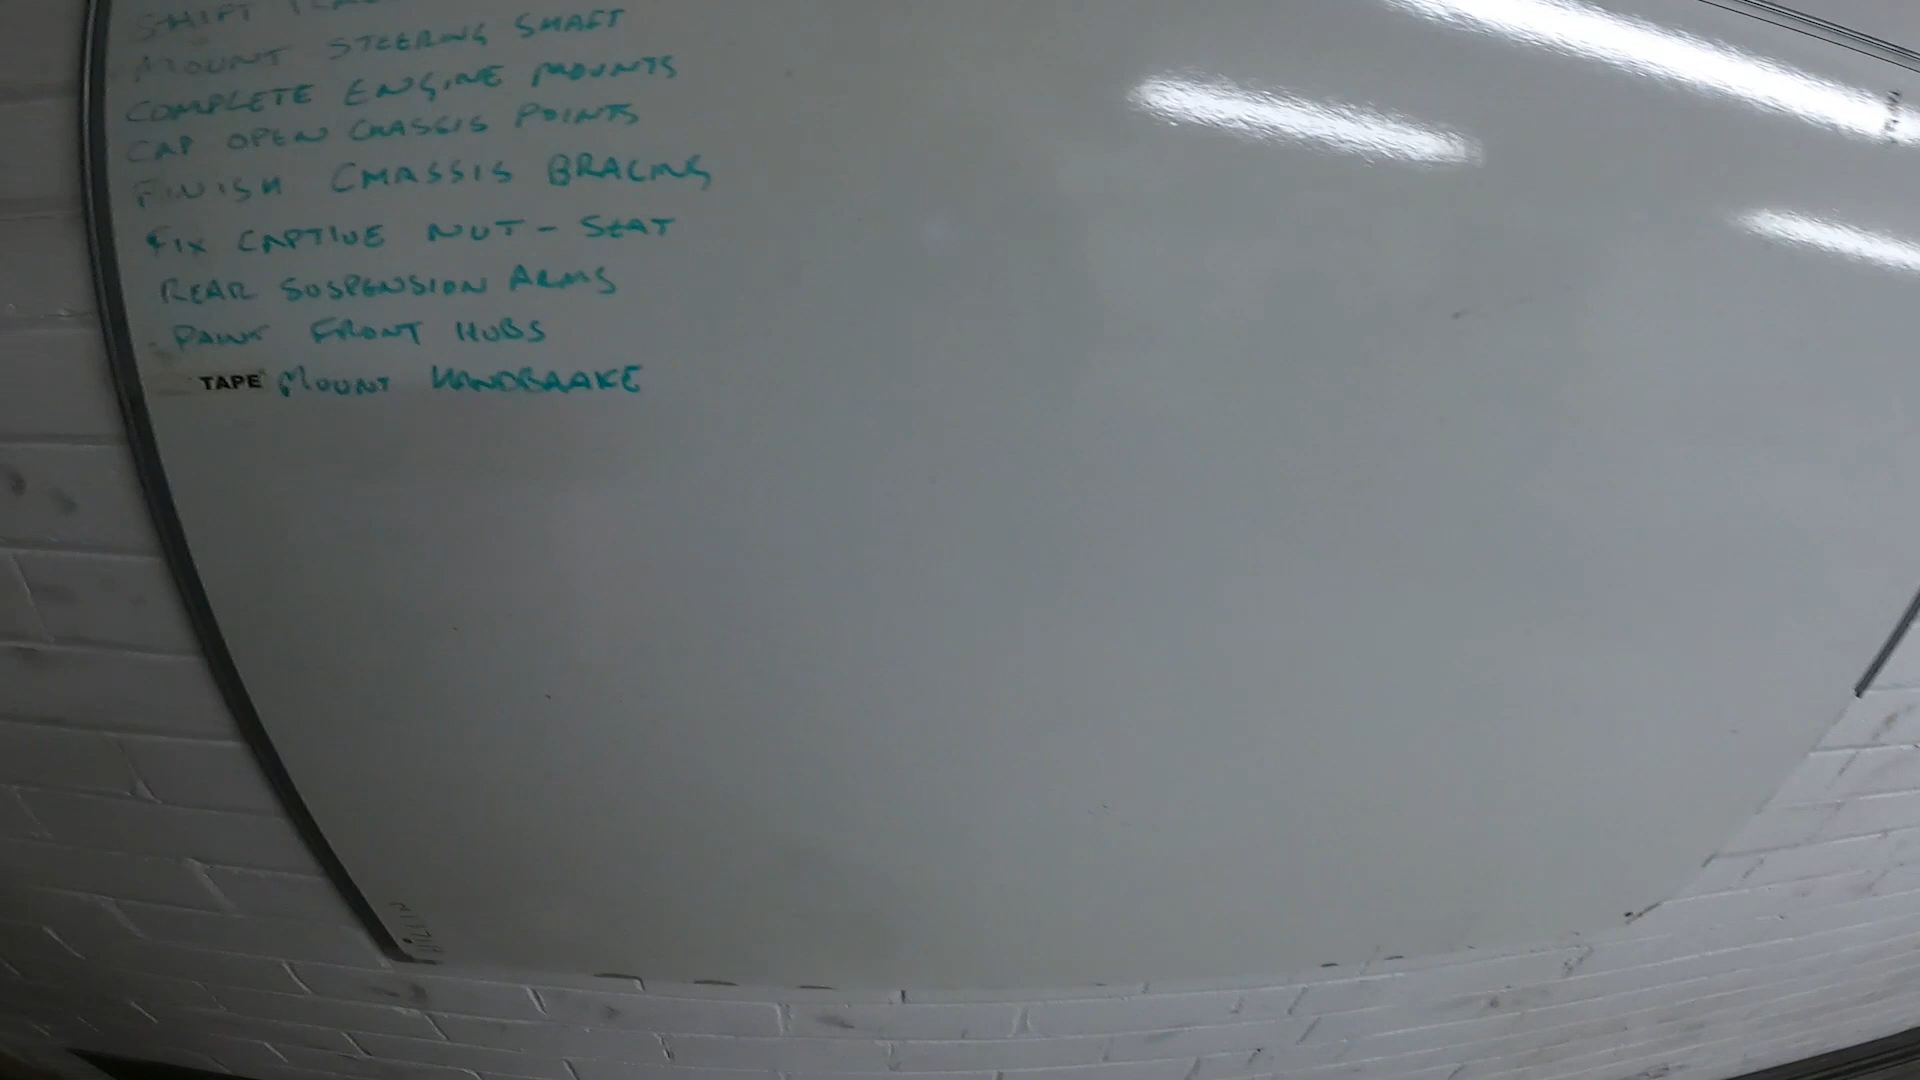 SHIFT
MOUNT STEERING SHAFT
COMPLETE ENGINE MOUNTS
CAP OPEN CHASSIS POINTS
FINISH CHASSIS BRACING
FIX CAPTIVE NUT - SEAT
REAR SUSPENSION ARMS
PAINT FRONT HUBS
TAPE MOUNT HANDBRAKE